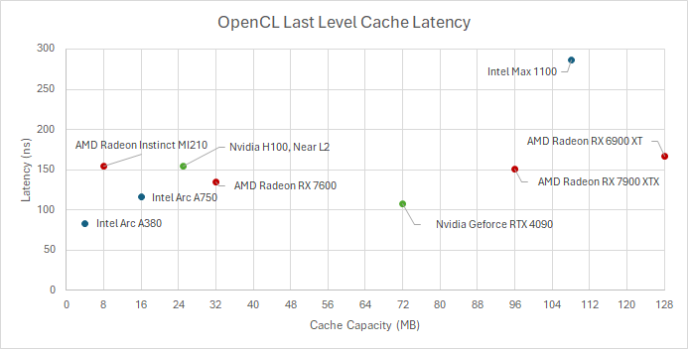 OpenCL Last Level Cache Latency
300
250
200
150
100
50
0
Latency (ns)
Intel Max 1100
AMD Radeon Instinct MI210
Nvidia H100, Near L2
AMD Radeon RX 6900 XT
Intel Arc A750
AMD Radeon RX 7600
AMD Radeon RX 7900 XTX
Intel Arc A380
Nvidia Geforce RTX 4090
0 8 16 24 32 40 48 56 64 72 80 88 96 104 112 120 128
Cache Capacity (MB)